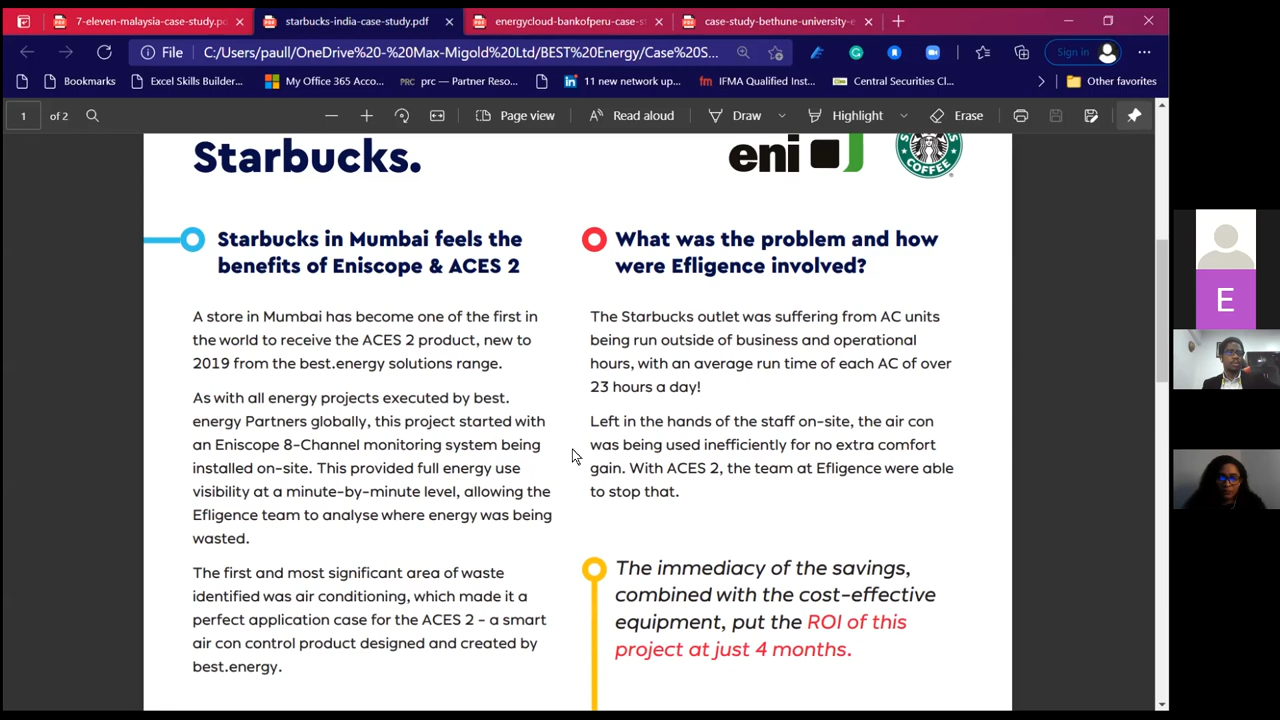 7-eleven-malaysia-case-study.pd
starbucks-india-case-study.pdf
energycloud-bankofperu-case-s
case-study-bethune-university-e
File
C:/Users/paull/OneDrive%20-%20Max-Migold%20Ltd/BEST%20Energy/Case%20S...
Sign in
Bookmarks
Excel Skills Builder...
My Office 365 Acco...
PRC
prc — Partner Reso...
11 new network up...
fm
IFMA Qualified Inst...
Central Securities Cl...
Other favorites
1
of 2
Page view
Read aloud
Draw
Highlight
Erase
Starbucks.
eni
COFFEE
Starbucks in Mumbai feels the
benefits of Eniscope & ACES 2
A store in Mumbai has become one of the first in
the world to receive the ACES 2 product, new to
2019 from the best.energy solutions range.
As with all energy projects executed by best.
energy Partners globally, this project started with
an Eniscope 8-Channel monitoring system being
installed on-site. This provided full energy use
visibility at a minute-by-minute level, allowing the
Efligence team to analyse where energy was being
wasted.
The first and most significant area of waste
identified was air conditioning, which made it a
perfect application case for the ACES 2 - a smart
air con control product designed and created by
best.energy.
What was the problem and how
were Efligence involved?
The Starbucks outlet was suffering from AC units
being run outside of business and operational
hours, with an average run time of each AC of over
23 hours a day!
Left in the hands of the staff on-site, the air con
was being used inefficiently for no extra comfort
gain. With ACES 2, the team at Efligence were able
to stop that.
The immediacy of the savings,
combined with the cost-effective
equipment, put the ROI of this
project at just 4 months.
E